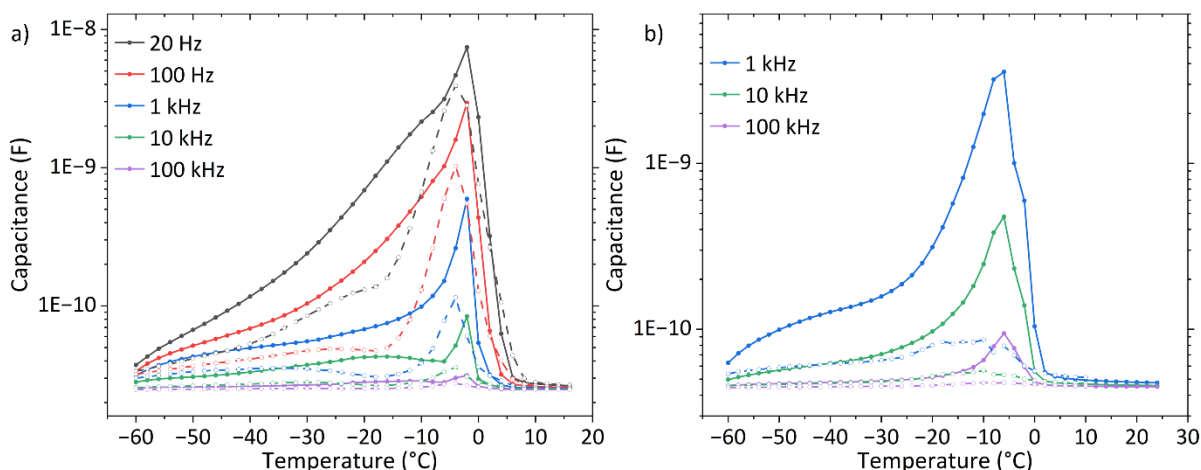 a)
1E−8
1E−9
1E−10
Capacitance (F)
20 Hz
100 Hz
1 kHz
10 kHz
100 kHz
−60 −50 −40 −30 −20 −10 0 10 20
Temperature (°C)
b)
1E−9
1E−10
Capacitance (F)
1 kHz
10 kHz
100 kHz
−60 −50 −40 −30 −20 −10 0 10 20 30
Temperature (°C)